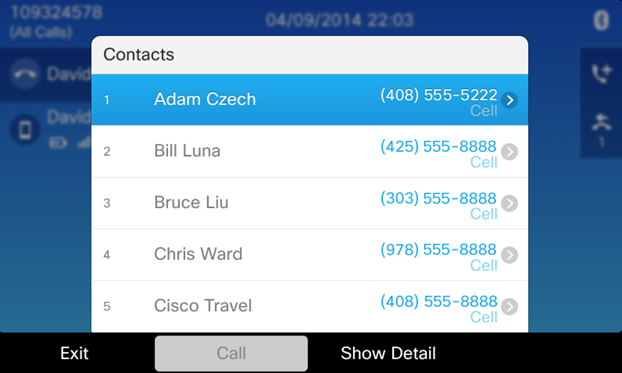 109324578
04/09/2014 22:03
(All Calls)
Contacts
David
1 Adam Czech (408) 555-5222
Cell
David
2 Bill Luna (425) 555-8888
Cell
1
3 Bruce Liu (303) 555-8888
Cell
4 Chris Ward (978) 555-8888
Cell
5 Cisco Travel (408) 555-8888
Cell
Exit Call Show Detail